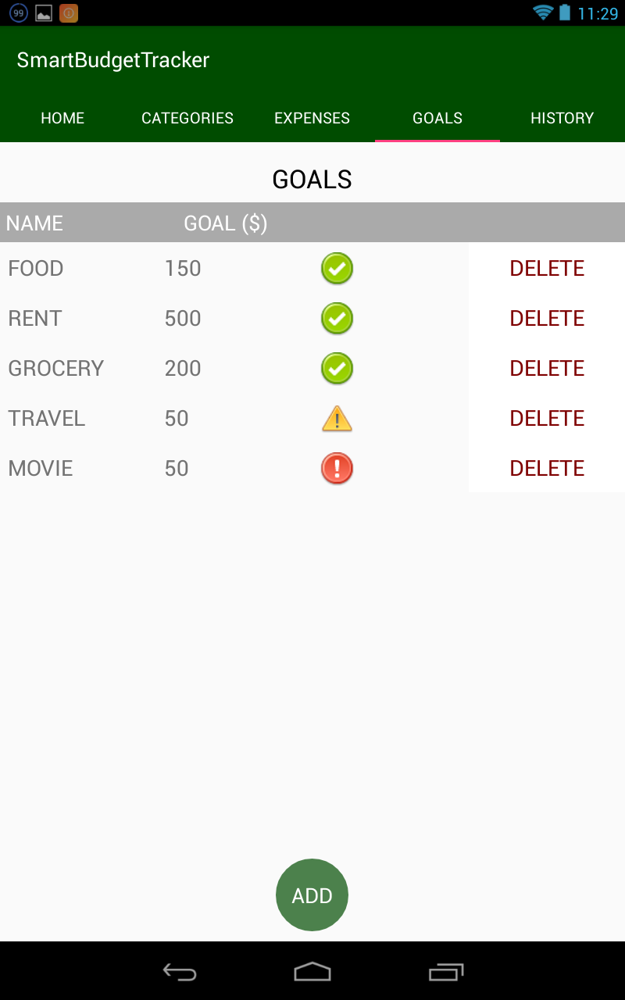 99 11:29
SmartBudgetTracker
HOME CATEGORIES EXPENSES GOALS HISTORY
GOALS
NAME GOAL ($)
FOOD 150 DELETE
RENT 500 DELETE
GROCERY 200 DELETE
TRAVEL 50 DELETE
MOVIE 50 DELETE
ADD